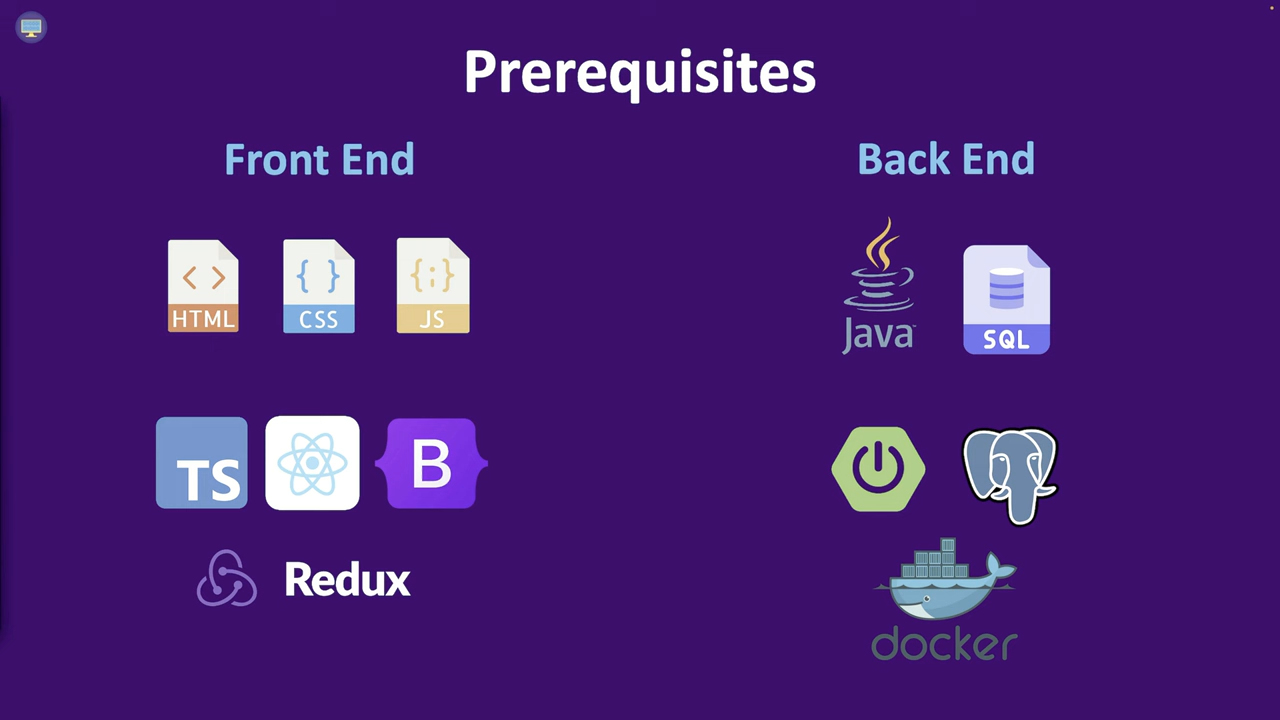 Prerequisites
Front End
Back End
HTML
CSS
JS
Java
SQL
TS
B
Redux
docker